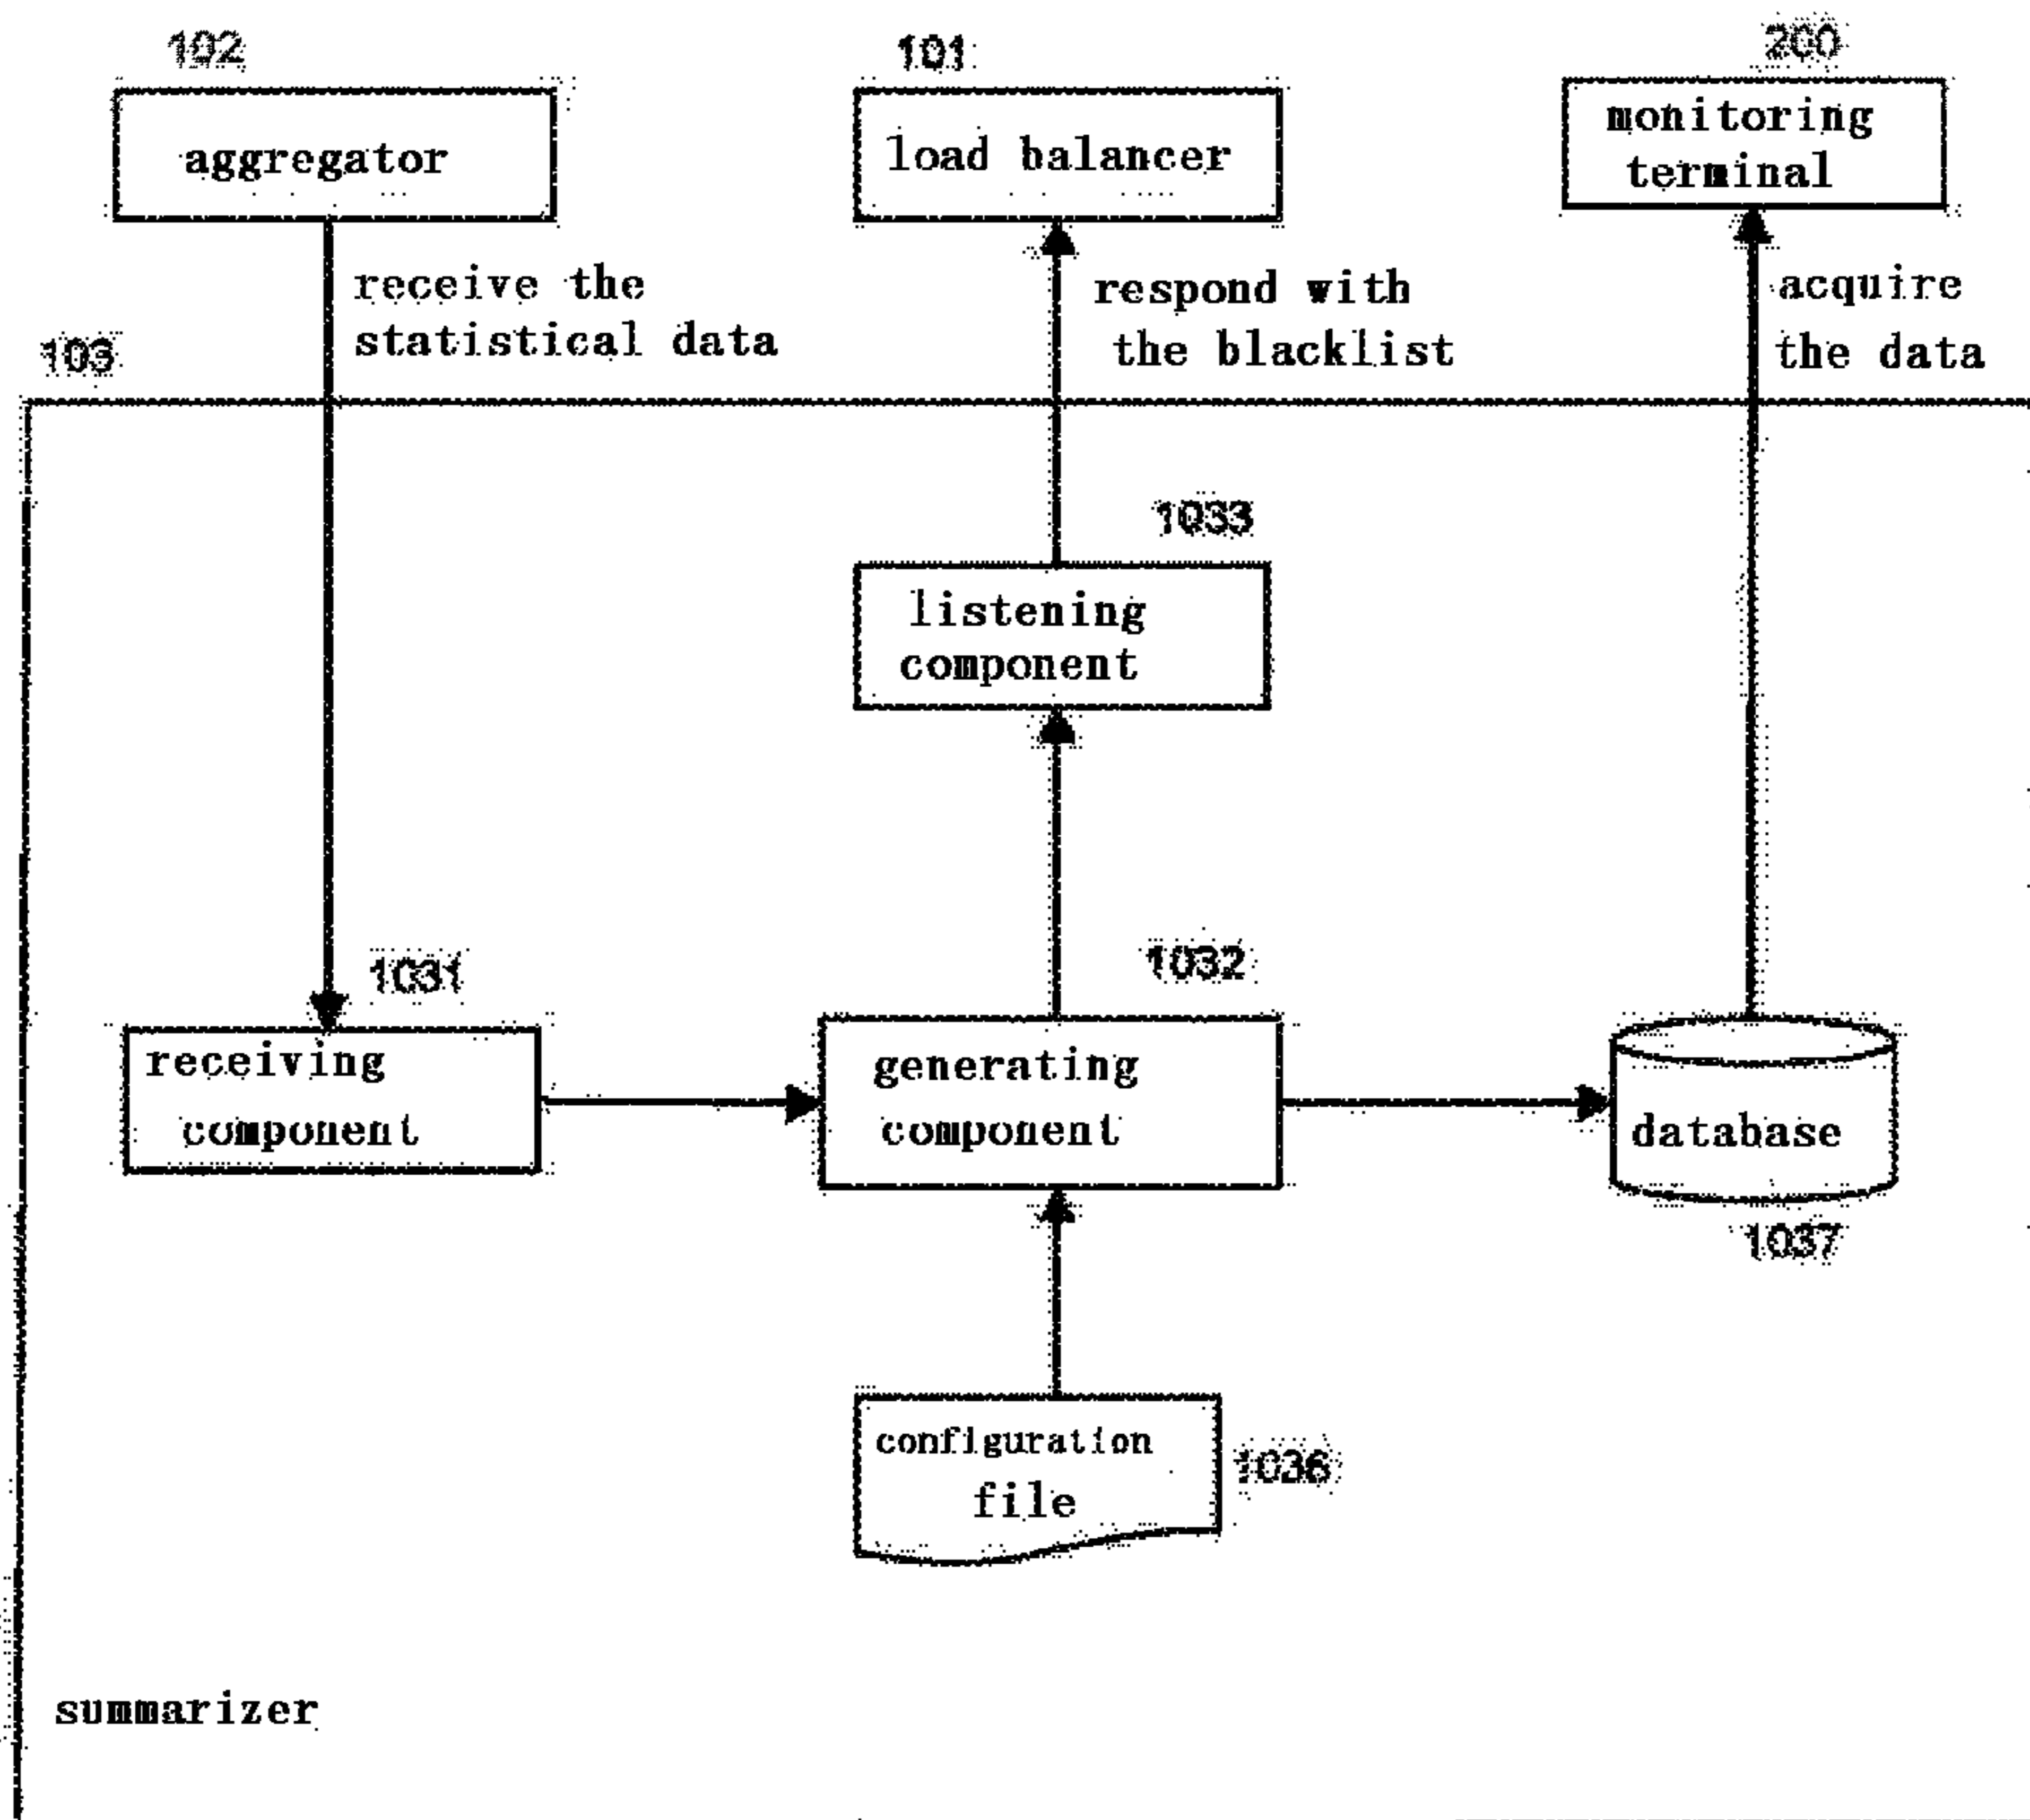 102
101
200
aggregator
load balancer
monitoring
terminal
receive the
statistical data
respond with
the blacklist
acquire
the data
103
1033
listening
component
1031
1032
receiving
component
generating
component
database
1037
configuration
file
1036
summarizer